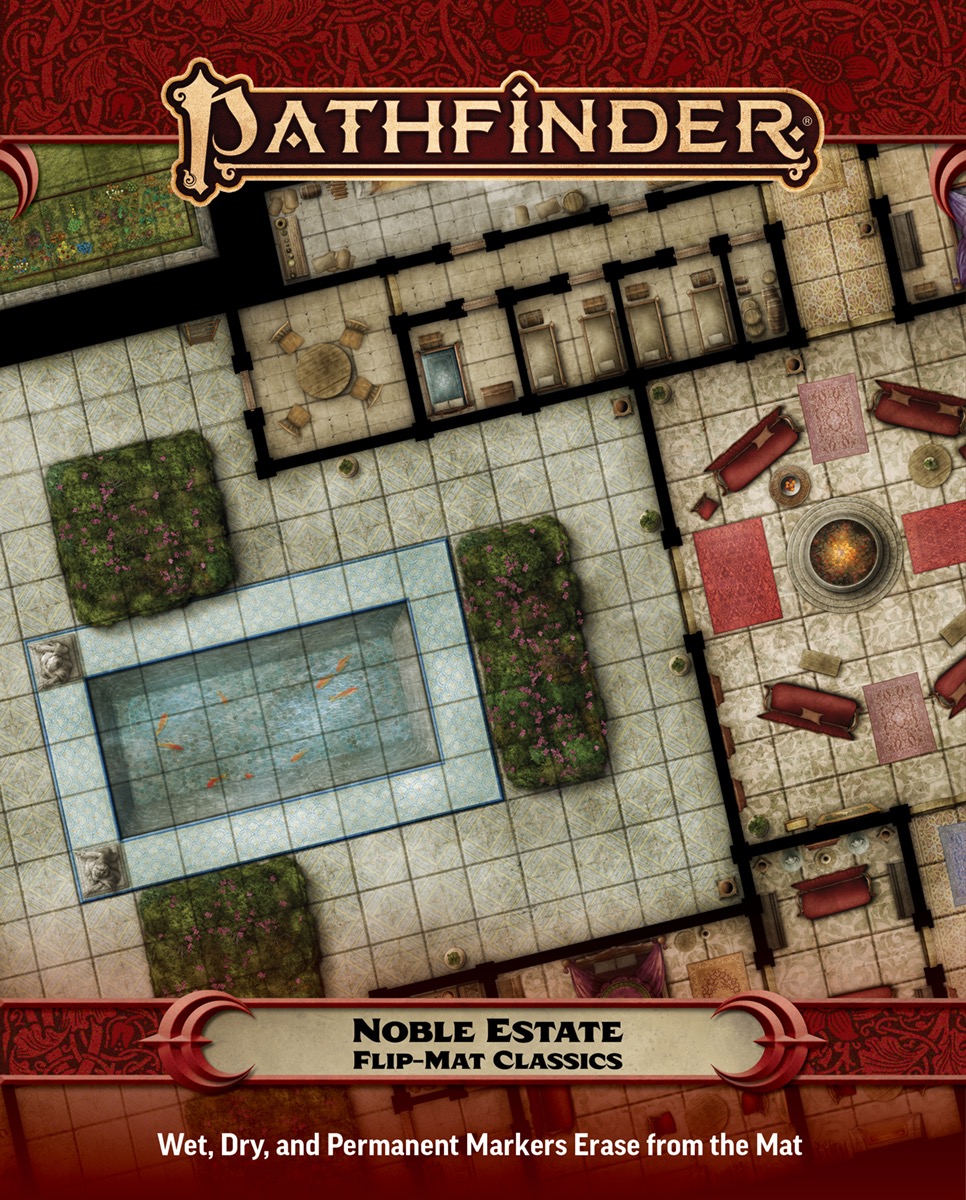 PATHFINDER®
NOBLE ESTATE
FLIP-MAT CLASSICS
Wet, Dry, and Permanent Markers Erase from the Mat